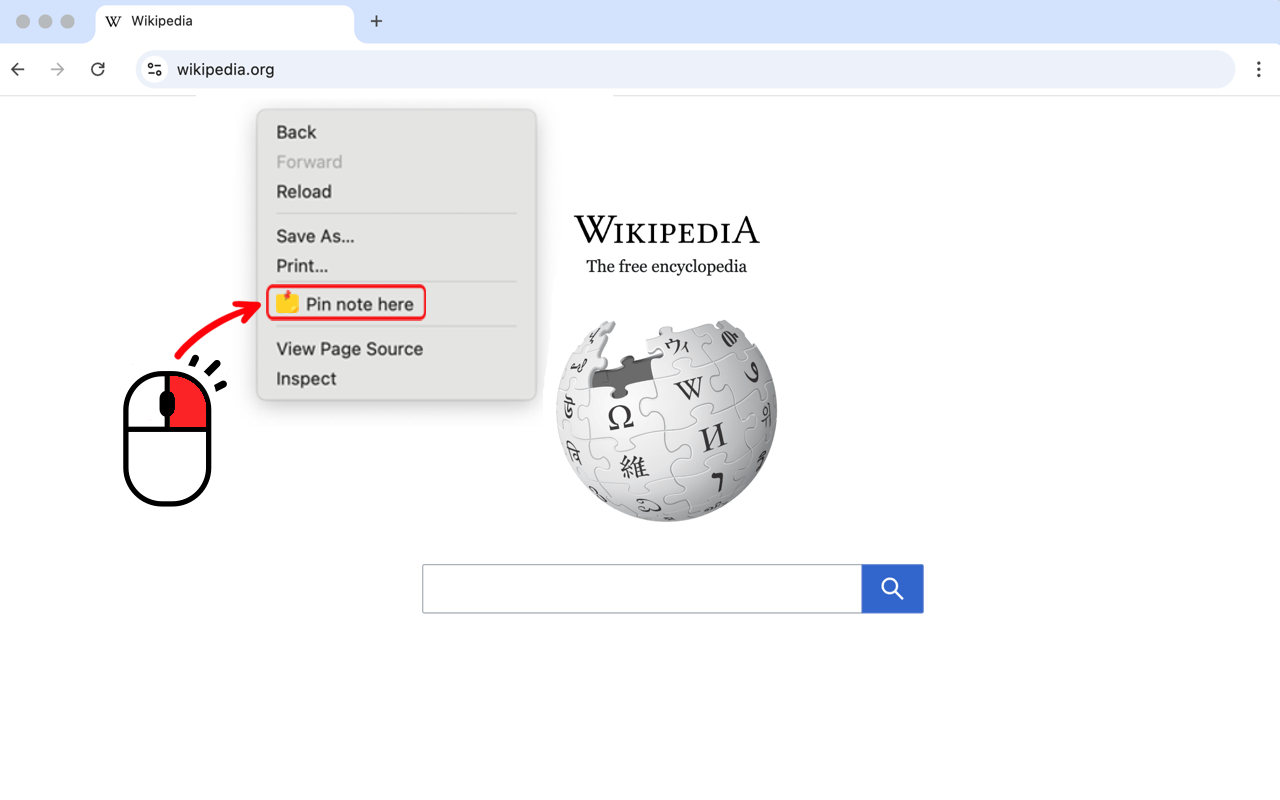 Wikipedia
wikipedia.org
Back
Forward
Reload
Save As...
Print...
Pin note here
View Page Source
Inspect
WIKIPEDIA
The free encyclopedia
Ω
W
И
維